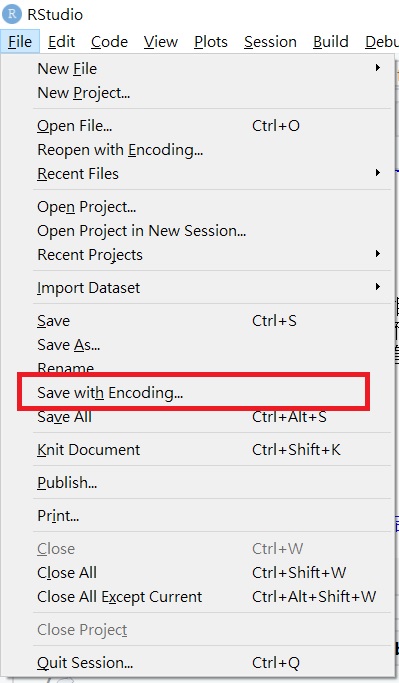 R RStudio
File Edit Code View Plots Session Build Debu
New File
New Project...
Open File... Ctrl+O
Reopen with Encoding...
Recent Files
Open Project...
Open Project in New Session...
Recent Projects
Import Dataset
Save Ctrl+S
Save As...
Rename
Save with Encoding...
Save All Ctrl+Alt+S
Knit Document Ctrl+Shift+K
Publish...
Print...
Close Ctrl+W
Close All Ctrl+Shift+W
Close All Except Current Ctrl+Alt+Shift+W
Close Project
Quit Session... Ctrl+Q